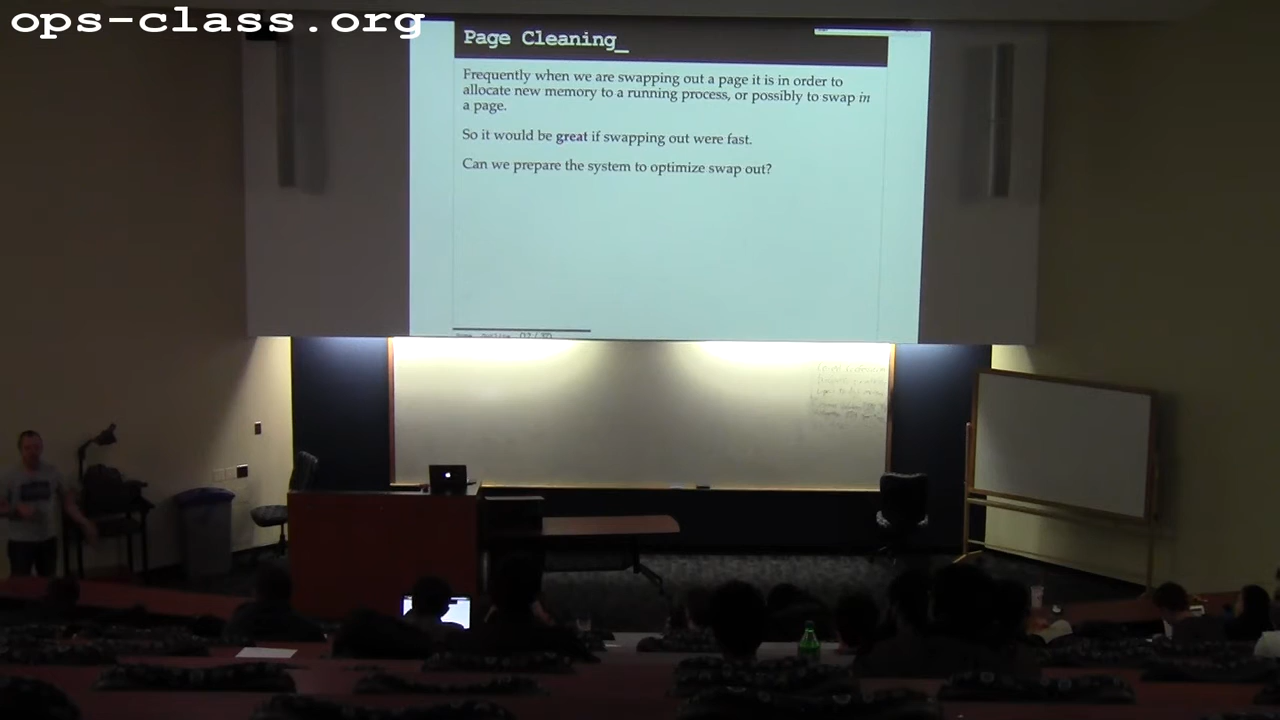 ops-class.org
Page Cleaning_
Frequently when we are swapping out a page it is in order to
allocate new memory to a running process, or possibly to swap in
a page.
So it would be great if swapping out were fast.
Can we prepare the system to optimize swap out?